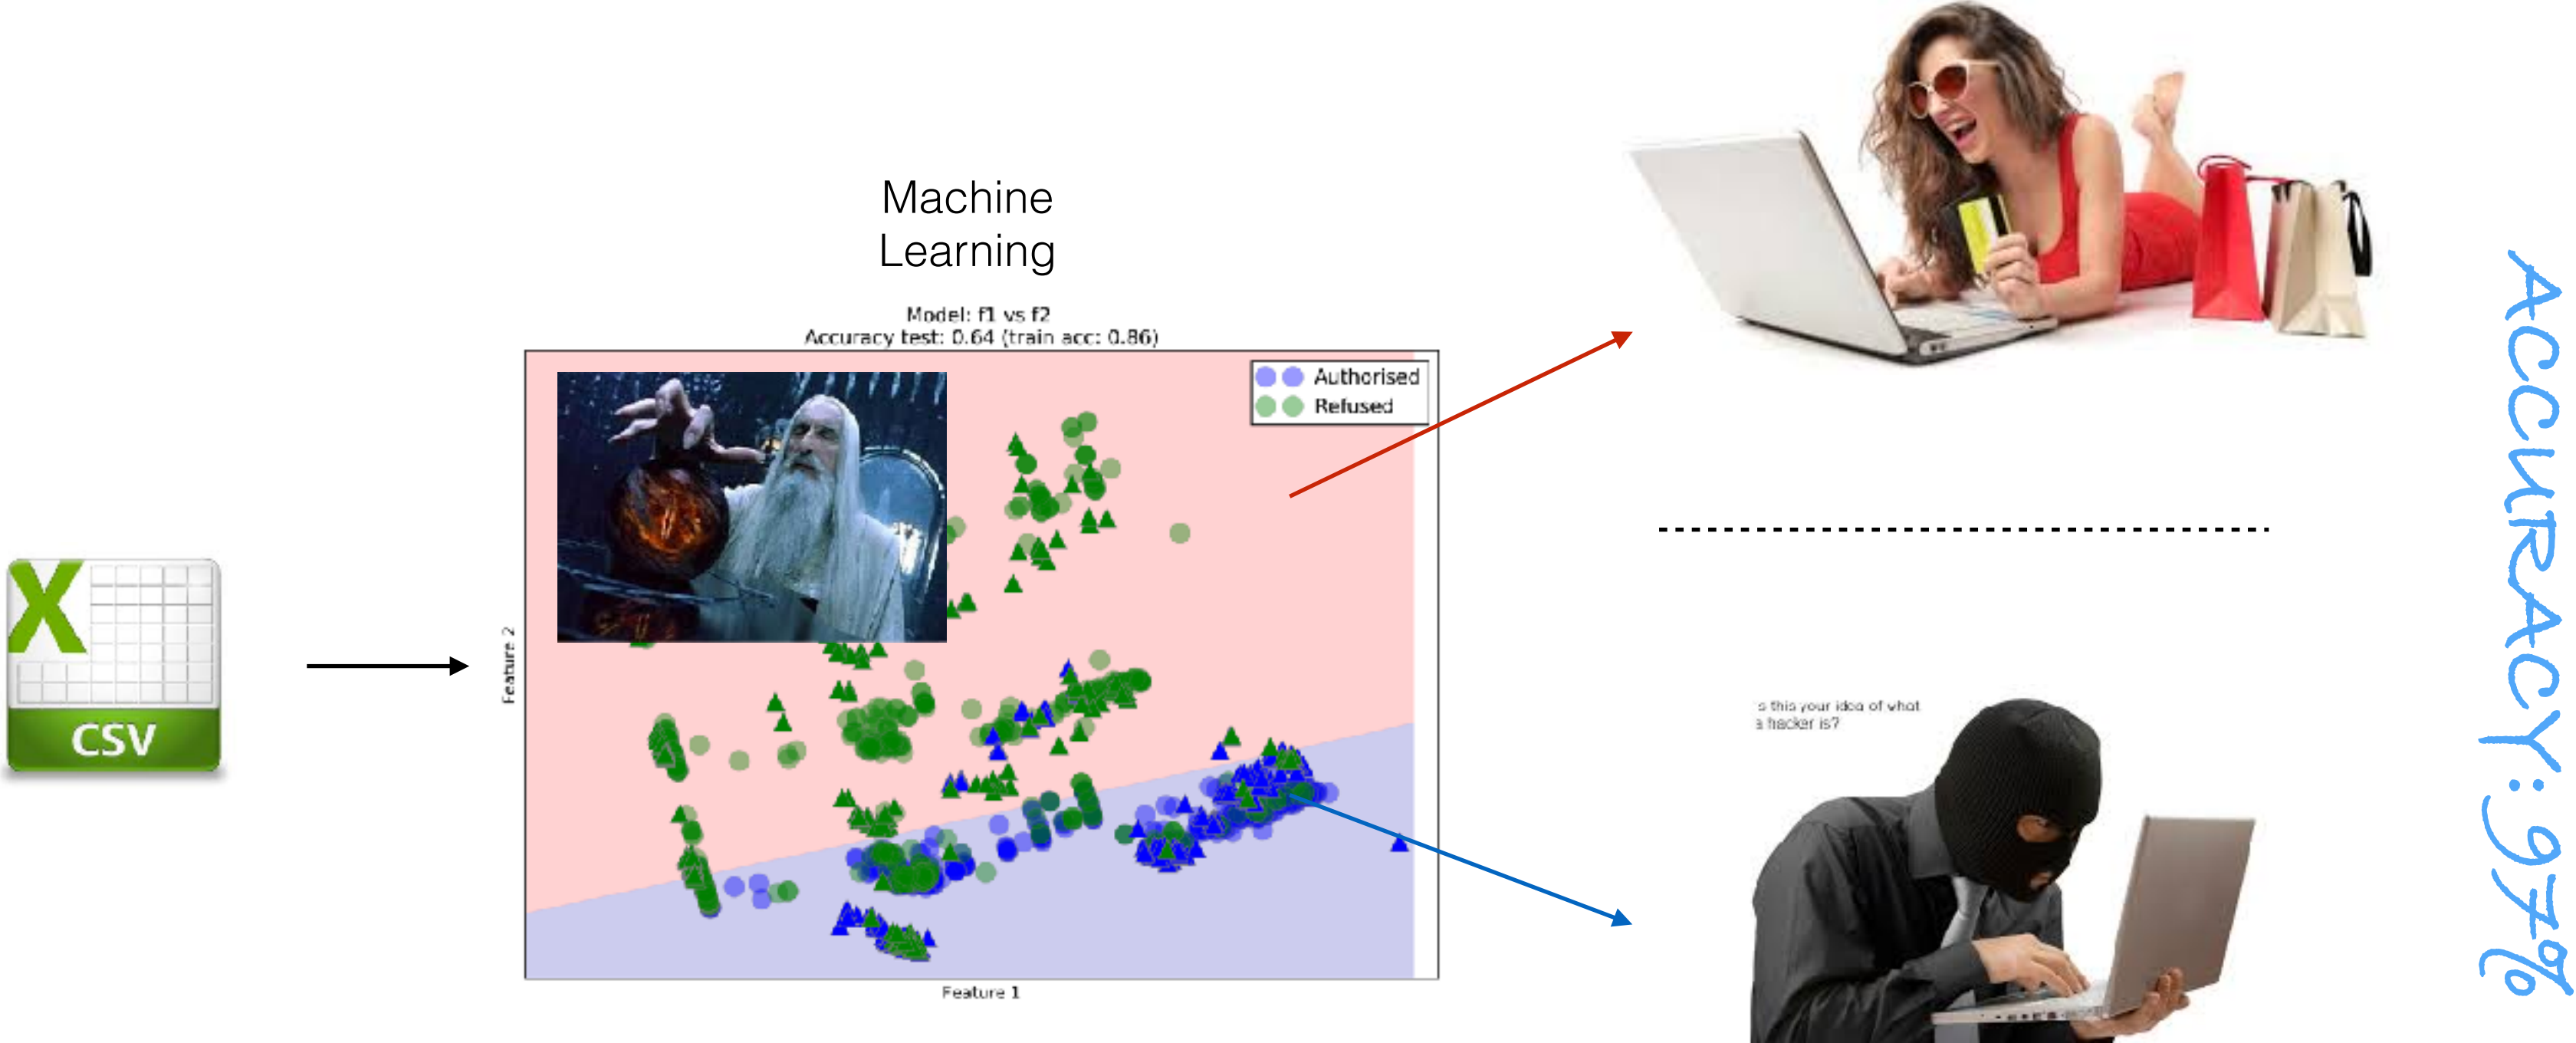 Machine
Learning
Model: f1 vs f2
Accuracy test: 0.64 (train acc: 0.86)
Authorised
Refused
Feature 2
Feature 1
X
CSV
s this your idea of what
a hacker is?
ACCURACY: 97%